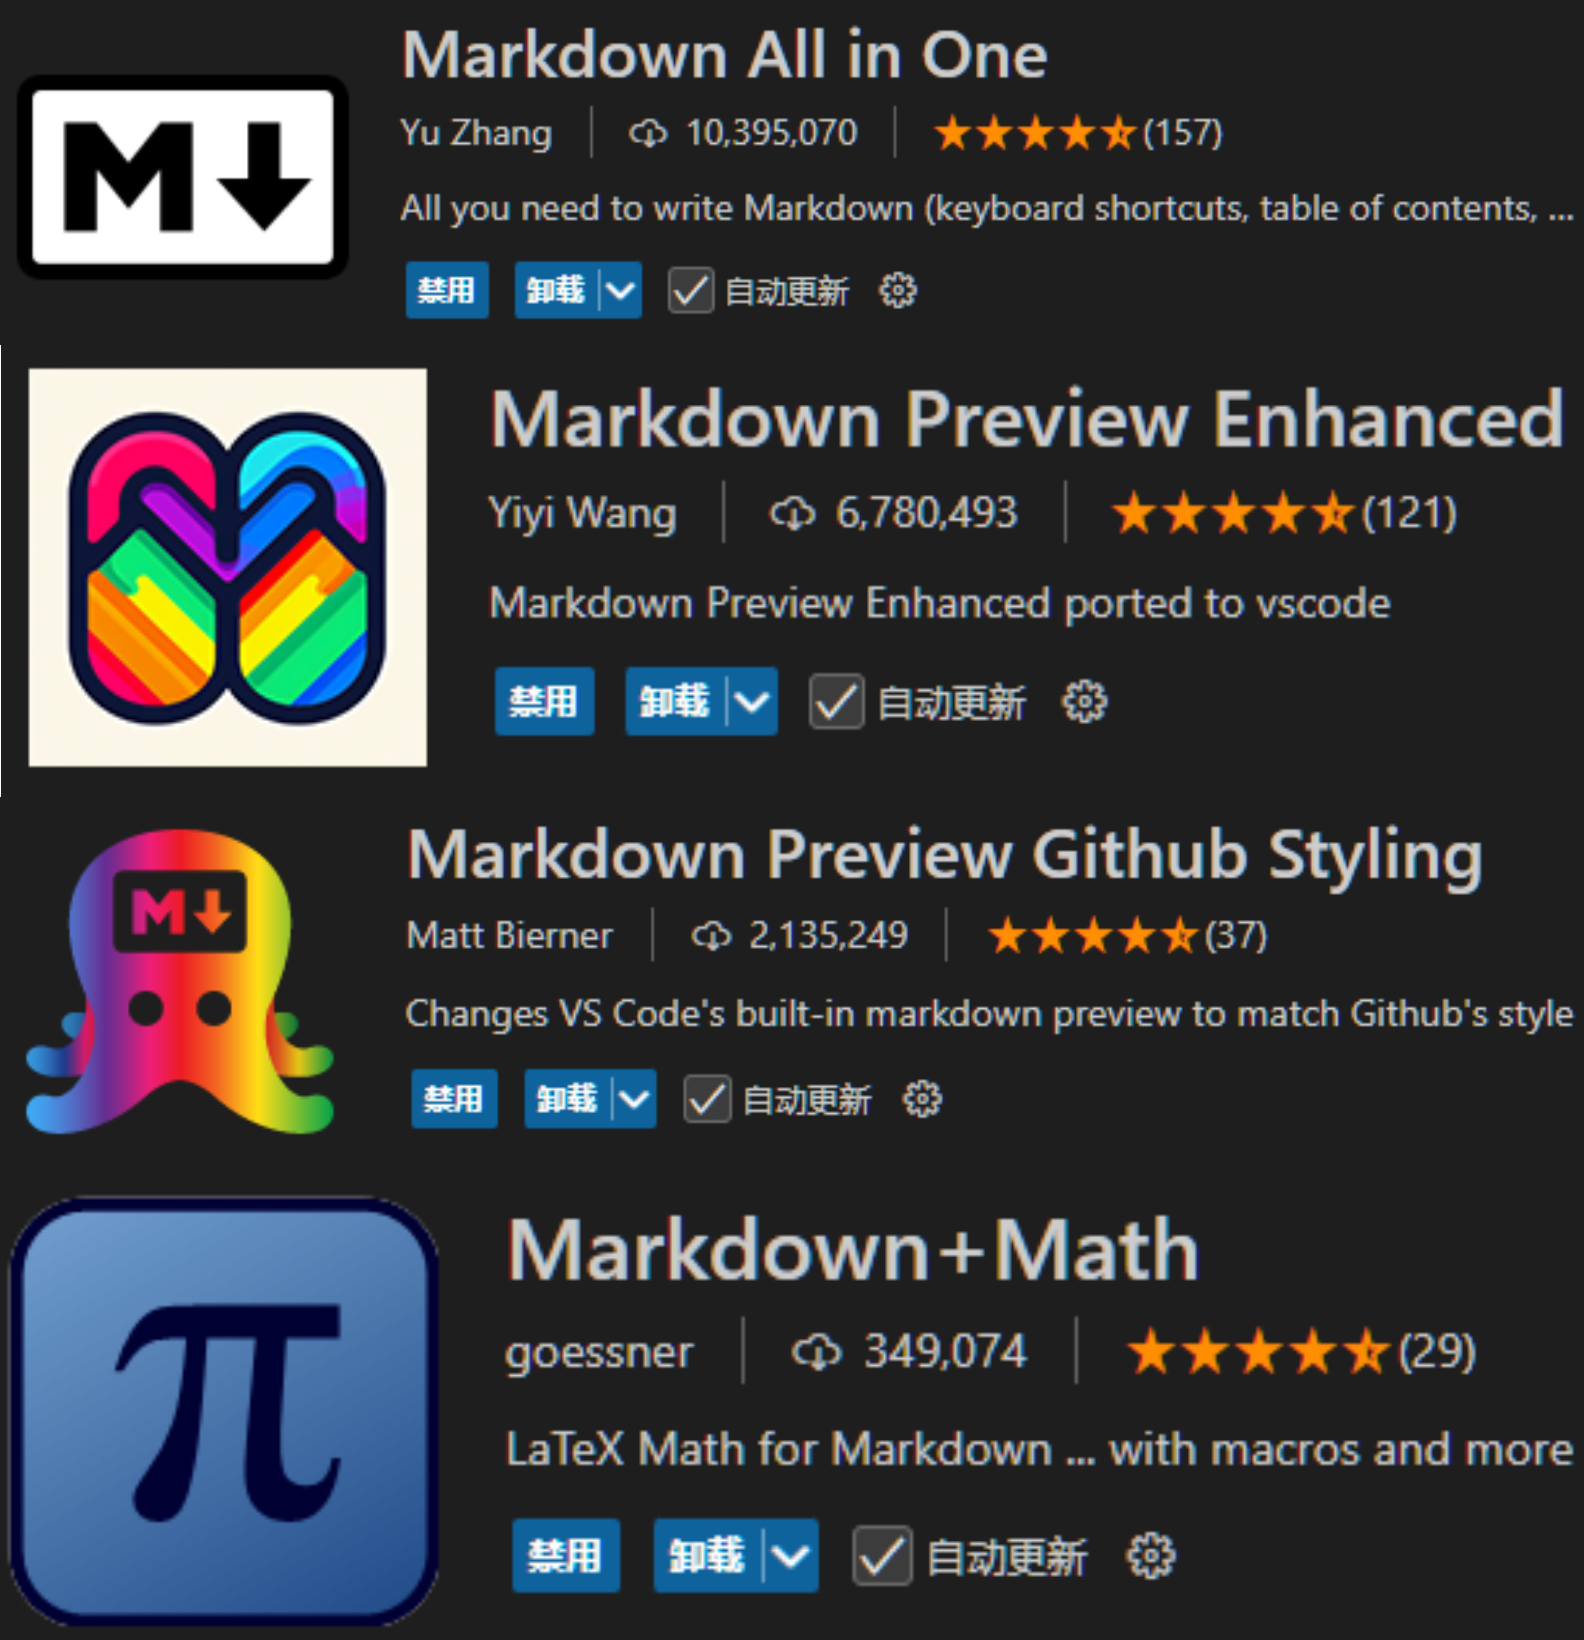 Markdown All in One
M
Yu Zhang 10,395,070 (157)
All you need to write Markdown (keyboard shortcuts, table of contents, ...
禁用 卸载 自动更新
Markdown Preview Enhanced
Yiyi Wang 6,780,493 (121)
Markdown Preview Enhanced ported to vscode
禁用 卸载 自动更新
Markdown Preview Github Styling
M
Matt Bierner 2,135,249 (37)
Changes VS Code's built-in markdown preview to match Github's style
禁用 卸载 自动更新
Markdown+Math
goessner 349,074 (29)
π
LaTeX Math for Markdown ... with macros and more
禁用 卸载 自动更新